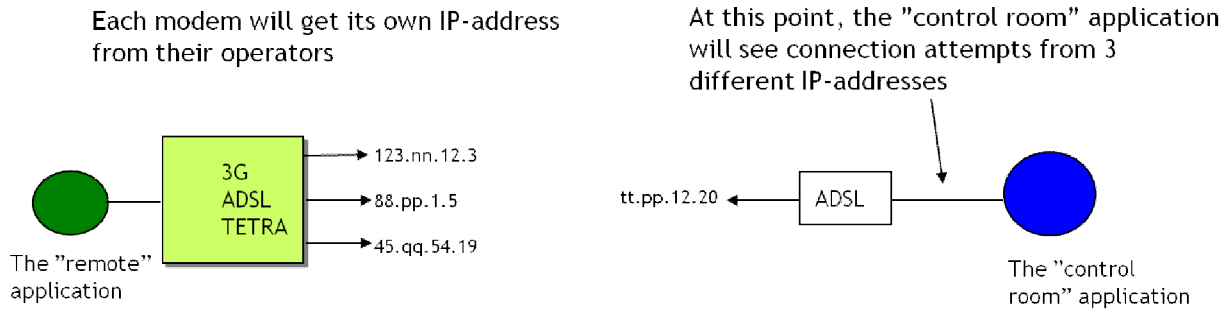 Each modem will get its own IP-address
from their operators
At this point, the ”control room” application
will see connection attempts from 3
different IP-addresses
3G
ADSL
TETRA
123.nn.12.3
88.pp.1.5
45.qq.54.19
The ”remote”
application
tt.pp.12.20
ADSL
The ”control
room” application